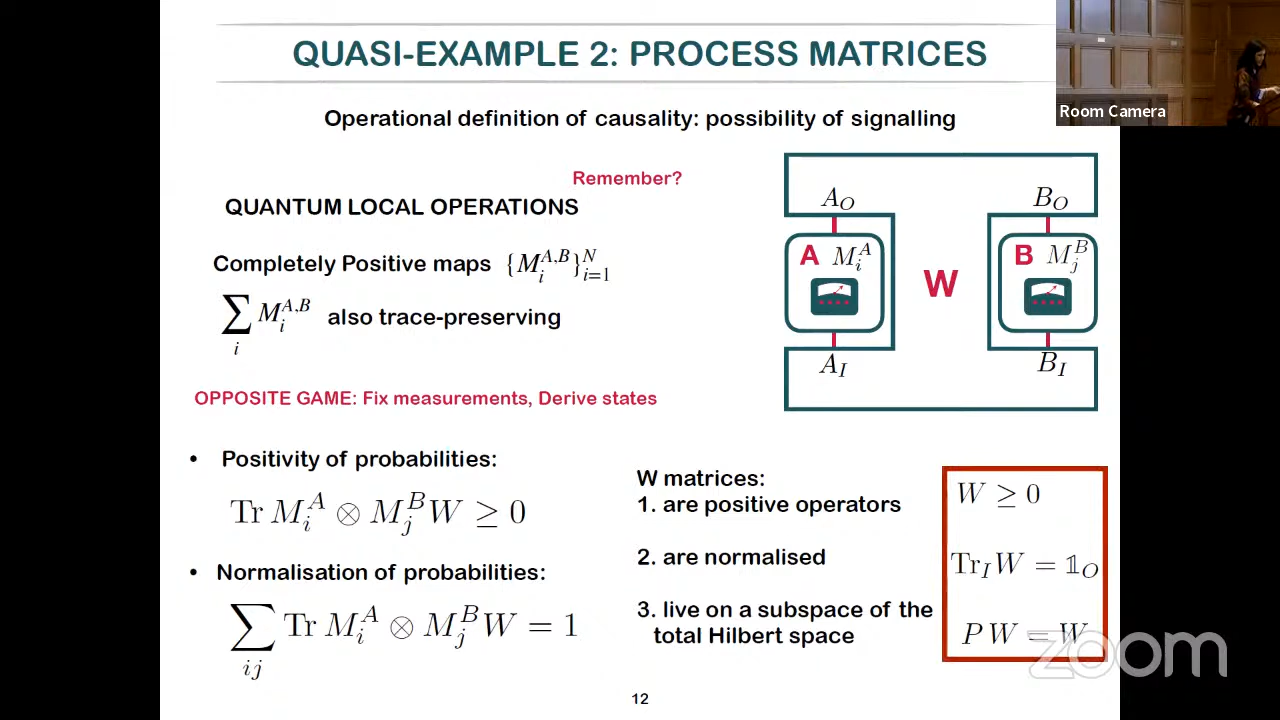 QUASI-EXAMPLE 2: PROCESS MATRICES
Room Camera
Operational definition of causality: possibility of signalling
Remember?
QUANTUM LOCAL OPERATIONS
Completely Positive maps {M_i^{A,B}}_{i=1}^N
∑_i M_i^{A,B} also trace-preserving
A_O
B_O
A M_i^A
W
B M_j^B
A_I
B_I
OPPOSITE GAME: Fix measurements, Derive states
• Positivity of probabilities:
Tr M_i^A ⊗ M_j^B W ≥ 0
• Normalisation of probabilities:
∑_{ij} Tr M_i^A ⊗ M_j^B W = 1
W matrices:
1. are positive operators
W ≥ 0
2. are normalised
Tr_I W = 𝟙_O
3. live on a subspace of the
total Hilbert space
P W = W
zoom
12